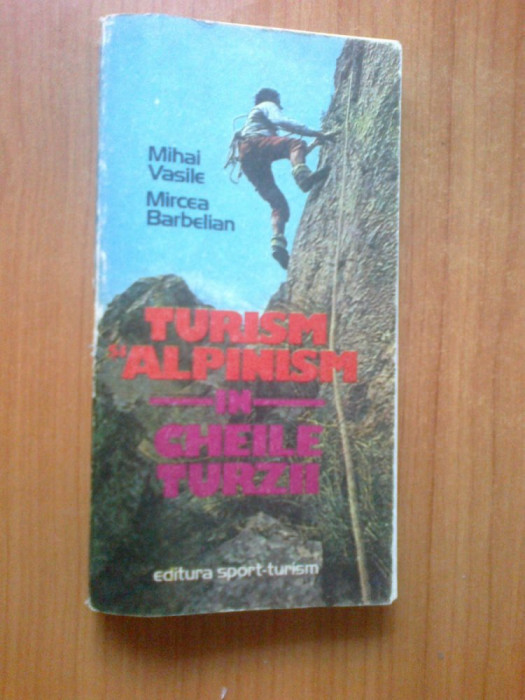 Mihai
Vasile
Mircea
Barbelian
TURISM
și ALPINISM
IN
CHEILE
TURZII
editura sport-turism